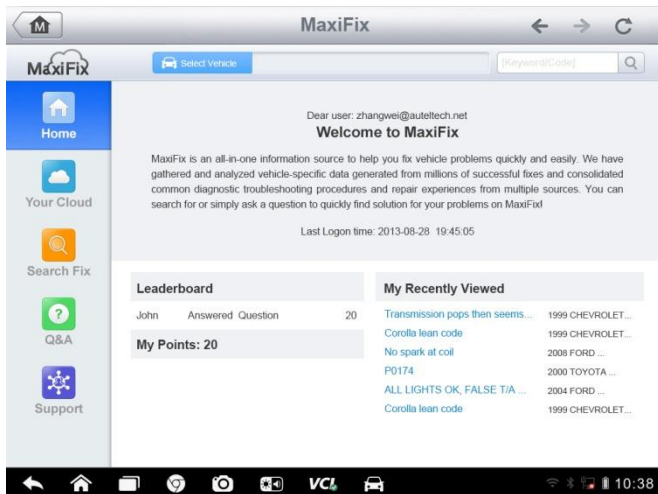 M
MaxiFix
MaxiFix
Select Vehicle
[Keyword/Code]
Home
Your Cloud
Search Fix
Q&A
Support
Dear user: zhangwei@auteltech.net
Welcome to MaxiFix
MaxiFix is an all-in-one information source to help you fix vehicle problems quickly and easily. We have
gathered and analyzed vehicle-specific data generated from millions of successful fixes and consolidated
common diagnostic troubleshooting procedures and repair experiences from multiple sources. You can
search for or simply ask a question to quickly find solution for your problems on MaxiFix!
Last Logon time: 2013-08-28 19:45:05
Leaderboard
John Answered Question 20
My Points: 20
My Recently Viewed
Transmission pops then seems... 1999 CHEVROLET...
Corolla lean code 1999 CHEVROLET...
No spark at coil 2008 FORD ...
P0174 2000 TOYOTA ...
ALL LIGHTS OK, FALSE T/A ... 2004 FORD ...
Corolla lean code 1999 CHEVROLET...
VCI
10:38